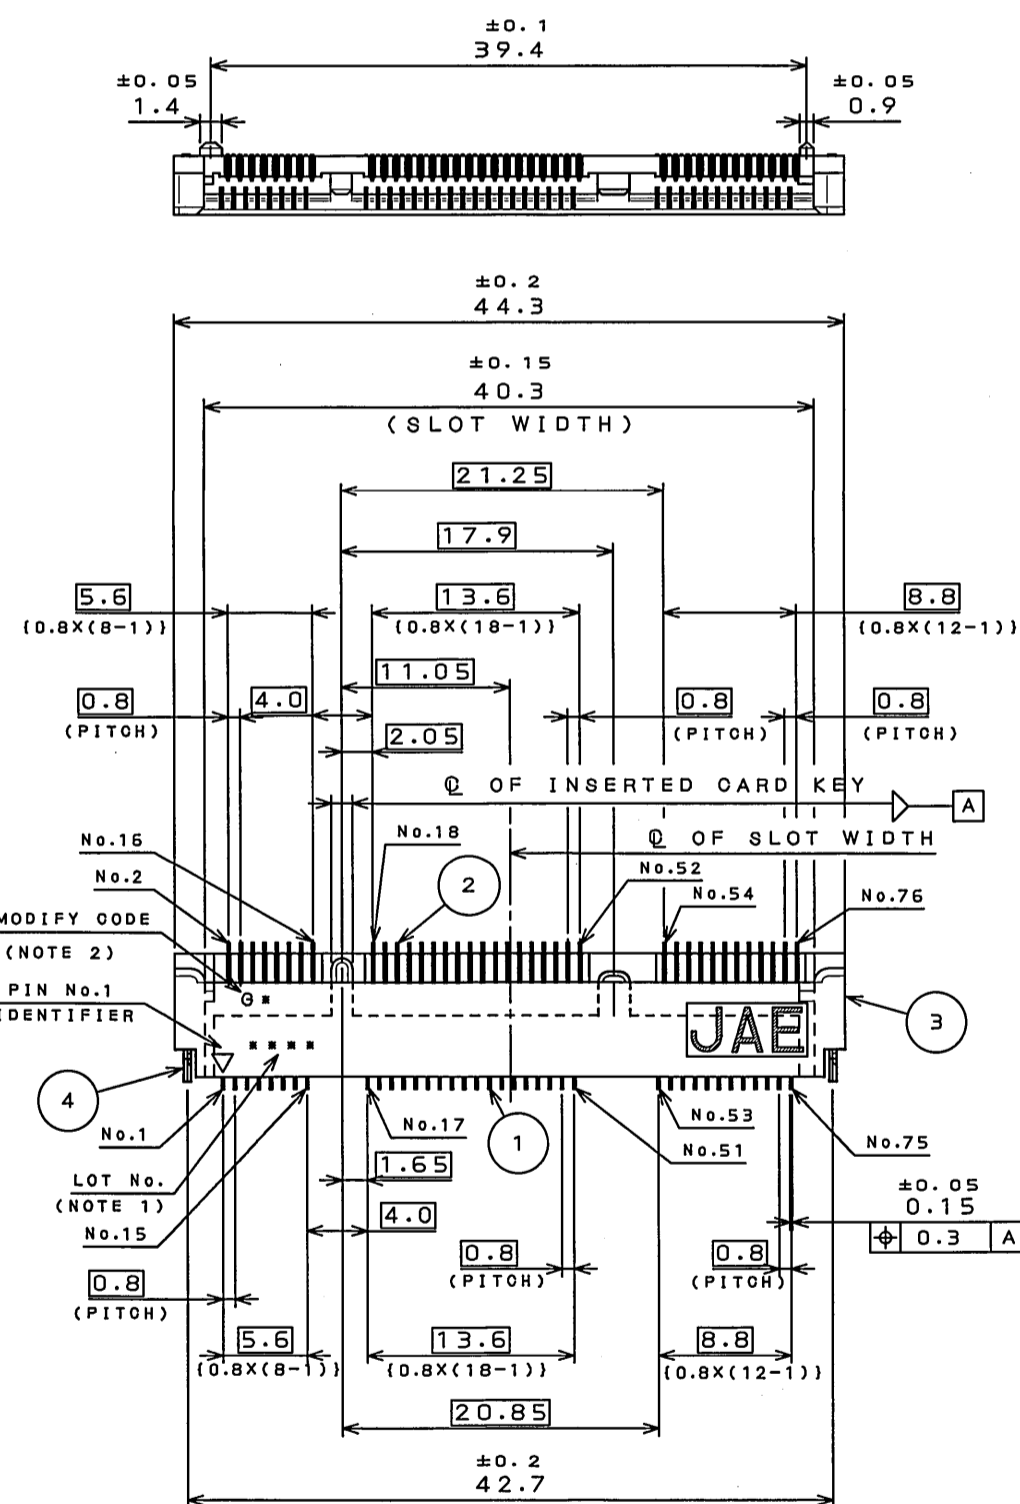 ±0.1
39.4
±0.05
1.4
±0.05
0.9
±0.2
44.3
±0.15
40.3
(SLOT WIDTH)
21.25
17.9
5.6
{0.8X(8-1)}
13.6
{0.8X(18-1)}
8.8
{0.8X(12-1)}
11.05
0.8
(PITCH)
4.0
0.8
(PITCH)
0.8
(PITCH)
2.05
℄ OF INSERTED CARD KEY
A
℄ OF SLOT WIDTH
No.16
No.18
No.2
2
No.52
No.54
No.76
MODIFY CODE
(NOTE 2)
PIN No.1
IDENTIFIER
JAE
3
4
No.1
No.17
1
No.53
No.51
No.75
LOT No.
(NOTE 1)
No.15
1.65
4.0
±0.05
0.15
⌖ 0.3 A
0.8
(PITCH)
0.8
(PITCH)
0.8
(PITCH)
5.6
{0.8X(8-1)}
13.6
{0.8X(18-1)}
8.8
{0.8X(12-1)}
20.85
±0.2
42.7